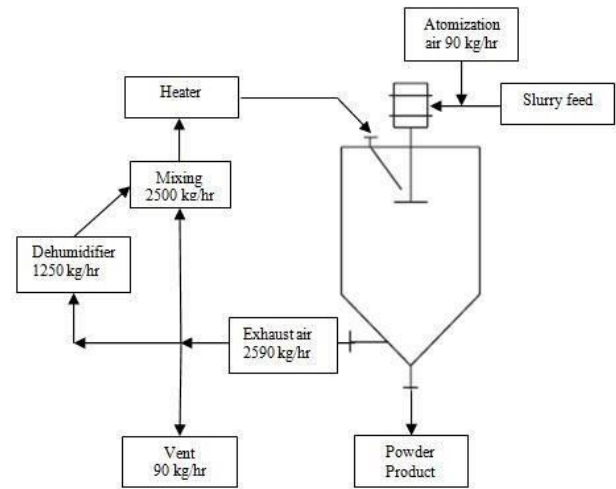 Atomization
air 90 kg/hr
Heater
Slurry feed
Mixing
2500 kg/hr
Dehumidifier
1250 kg/hr
Exhaust air
2590 kg/hr
Vent
90 kg/hr
Powder
Product